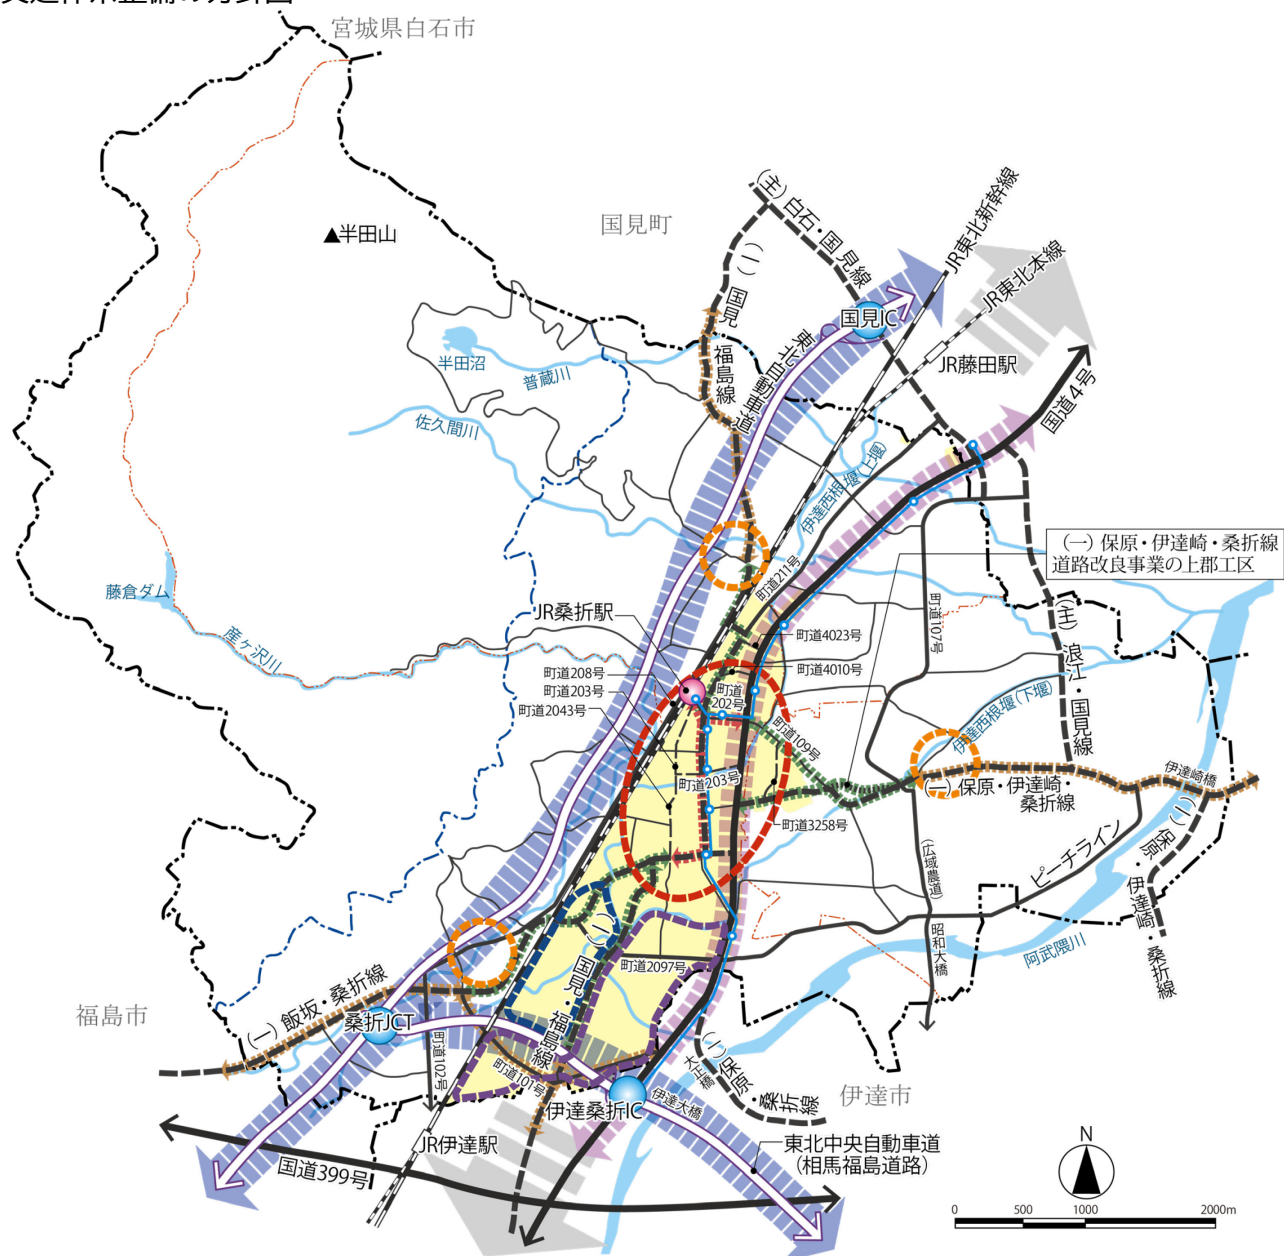 宮城県白石市
国見町
▲半田山
(主)白石・国見線
JR東北新幹線
JR東北本線
(一)国見・福島線
国見IC
東北自動車道
半田沼
普蔵川
JR藤田駅
国道4号
佐久間川
伊達西根堰(上堰)
(一)保原・伊達崎・桑折線
道路改良事業の上郡工区
町道211号
藤倉ダム
JR桑折駅
町道107号
(主)浪江・国見線
産ヶ沢川
町道4023号
町道4010号
町道208号
町道203号
町道2043号
町道
202号
町道109号
伊達西根堰(下堰)
町道203号
伊達崎橋
(一)保原・伊達崎・
桑折線
町道3258号
(一)保原・伊達崎・桑折線
ピーチライン
(広域農道)
昭和大橋
阿武隈川
町道2097号
(一)国見・福島線
福島市
(一)飯坂・桑折線
桑折JCT
町道102号
町道101号
伊達桑折IC
伊達大橋
大正橋
(一)保原・桑折線
伊達市
JR伊達駅
東北中央自動車道
(相馬福島道路)
国道399号
N
0 500 1000 2000m